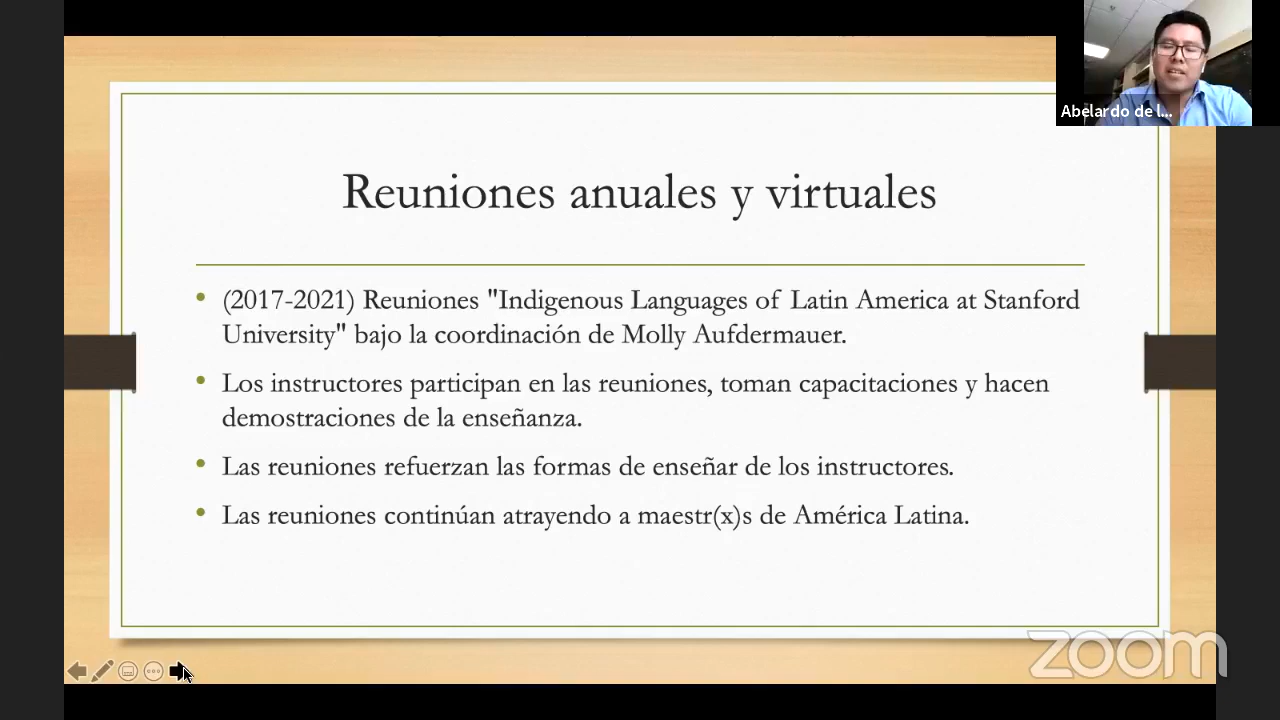 Abelardo de l...
Reuniones anuales y virtuales
• (2017-2021) Reuniones "Indigenous Languages of Latin America at Stanford
University" bajo la coordinación de Molly Aufdermauer.
• Los instructores participan en las reuniones, toman capacitaciones y hacen
demostraciones de la enseñanza.
• Las reuniones refuerzan las formas de enseñar de los instructores.
• Las reuniones continúan atrayendo a maestr(x)s de América Latina.
zoom